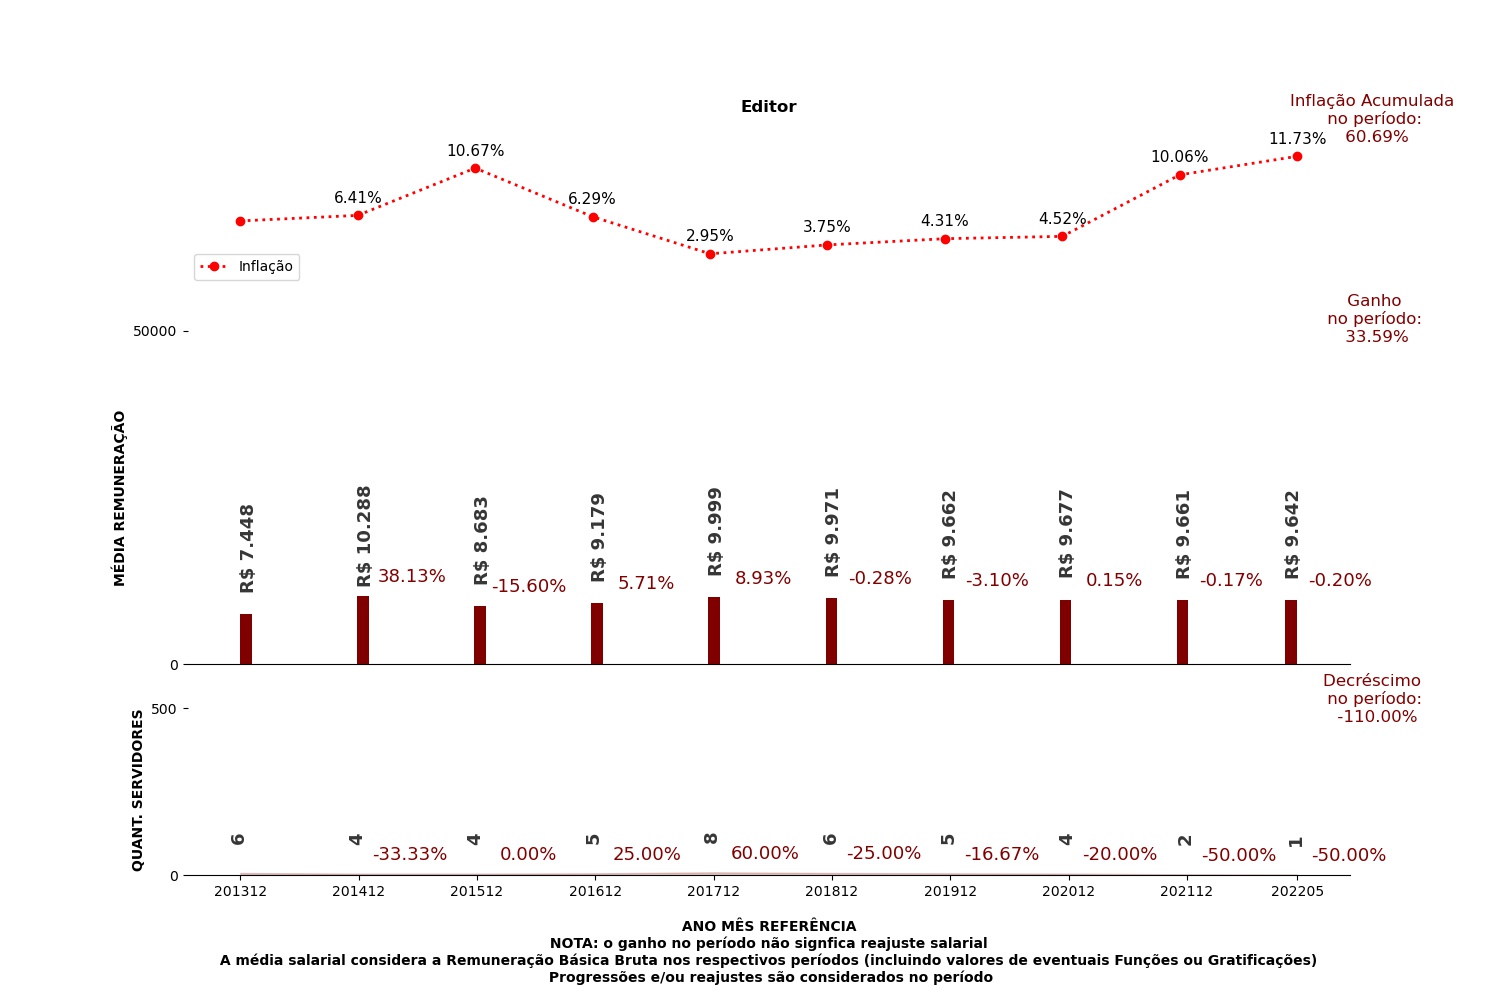 Editor
Inflação Acumulada
no período:
60.69%
6.41%
10.67%
6.29%
2.95%
3.75%
4.31%
4.52%
10.06%
11.73%
Inflação
Ganho
no período:
33.59%
50000
0
MÉDIA REMUNERAÇÃO
R$ 7.448
R$ 10.288
R$ 8.683
R$ 9.179
R$ 9.999
R$ 9.971
R$ 9.662
R$ 9.677
R$ 9.661
R$ 9.642
38.13%
-15.60%
5.71%
8.93%
-0.28%
-3.10%
0.15%
-0.17%
-0.20%
Decréscimo
no período:
-110.00%
500
0
QUANT. SERVIDORES
6
4
4
5
8
6
5
4
2
1
-33.33%
0.00%
25.00%
60.00%
-25.00%
-16.67%
-20.00%
-50.00%
-50.00%
201312
201412
201512
201612
201712
201812
201912
202012
202112
202205
ANO MÊS REFERÊNCIA
NOTA: o ganho no período não signfica reajuste salarial
A média salarial considera a Remuneração Básica Bruta nos respectivos períodos (incluindo valores de eventuais Funções ou Gratificações)
Progressões e/ou reajustes são considerados no período